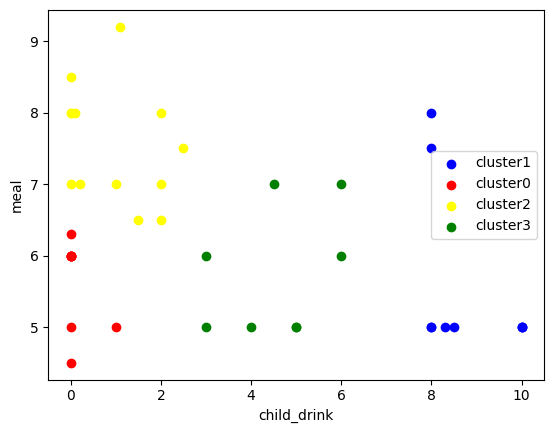 9
8
7
6
5
meal
cluster1
cluster0
cluster2
cluster3
0 2 4 6 8 10
child_drink